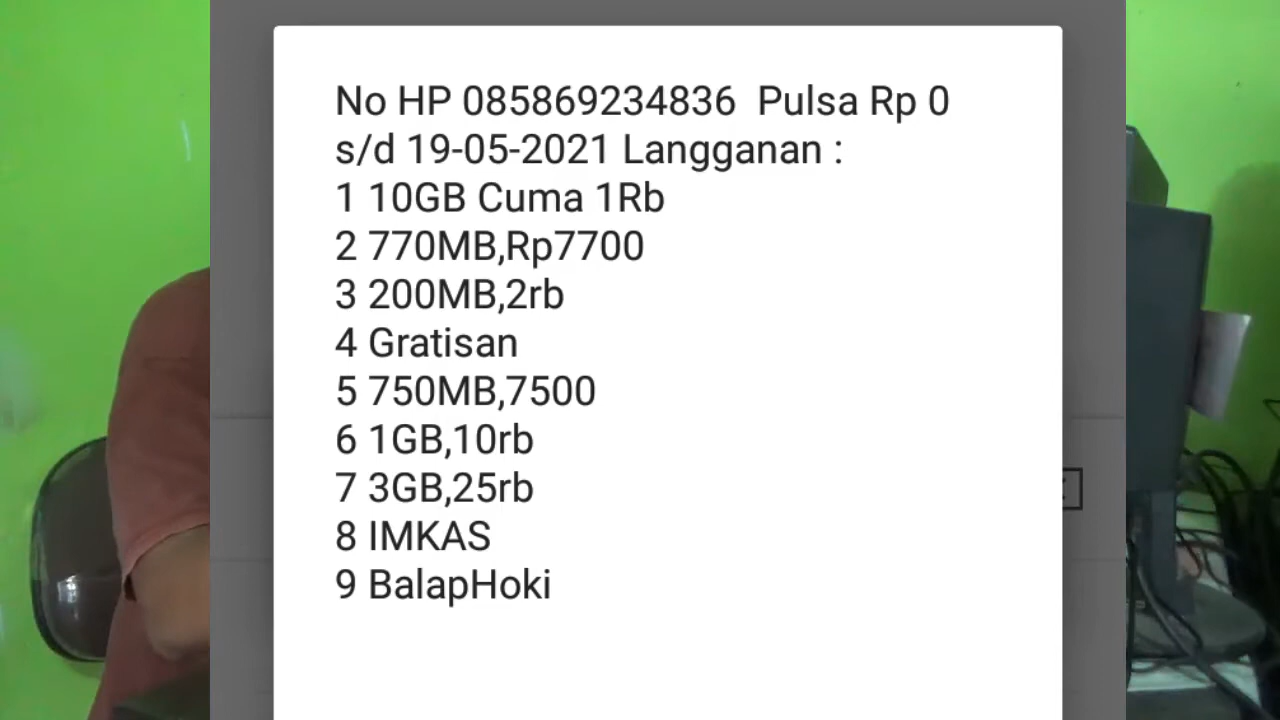 No HP 085869234836 Pulsa Rp 0
s/d 19-05-2021 Langganan :
1 10GB Cuma 1Rb
2 770MB,Rp7700
3 200MB,2rb
4 Gratisan
5 750MB,7500
6 1GB,10rb
7 3GB,25rb
8 IMKAS
9 BalapHoki